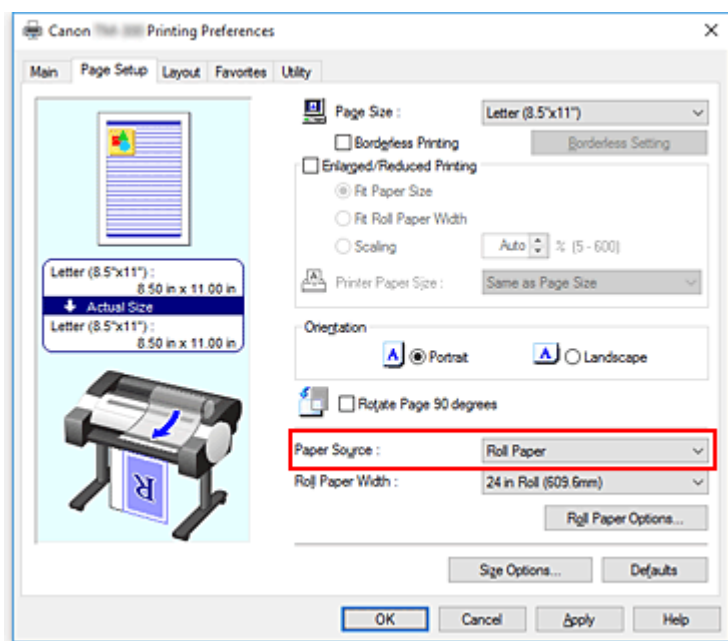 Canon Printing Preferences
Main Page Setup Layout Favorites Utility
Page Size : Letter (8.5"x11")
Borderless Printing Borderless Setting
Enlarged/Reduced Printing
Fit Paper Size
Fit Roll Paper Width
Scaling Auto % (5 - 600)
Printer Paper Size : Same as Page Size
Letter (8.5"x11") :
8.50 in x 11.00 in
Actual Size
Letter (8.5"x11") :
8.50 in x 11.00 in
Orientation
A Portrait A Landscape
Rotate Page 90 degrees
Paper Source : Roll Paper
Roll Paper Width : 24 in Roll (609.6mm)
R
Roll Paper Options...
Size Options... Defaults
OK Cancel Apply Help